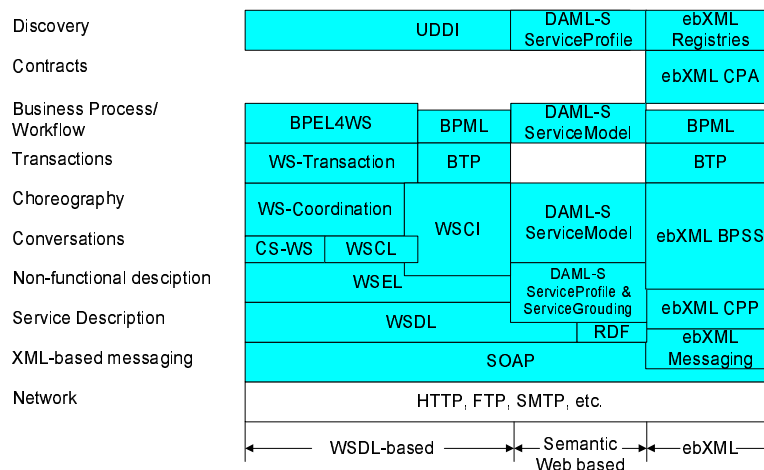 Discovery
UDDI
DAML-S
ServiceProfile
ebXML
Registries
Contracts
ebXML CPA
Business Process/
Workflow
BPEL4WS
BPML
DAML-S
ServiceModel
BPML
Transactions
WS-Transaction
BTP
BTP
Choreography
WS-Coordination
WSCI
DAML-S
ServiceModel
ebXML BPSS
Conversations
CS-WS
WSCL
Non-functional desciption
WSEL
DAML-S
ServiceProfile &
ServiceGrouding
Service Description
WSDL
RDF
ebXML CPP
XML-based messaging
SOAP
ebXML
Messaging
Network
HTTP, FTP, SMTP, etc.
WSDL-based
Semantic
Web based
ebXML